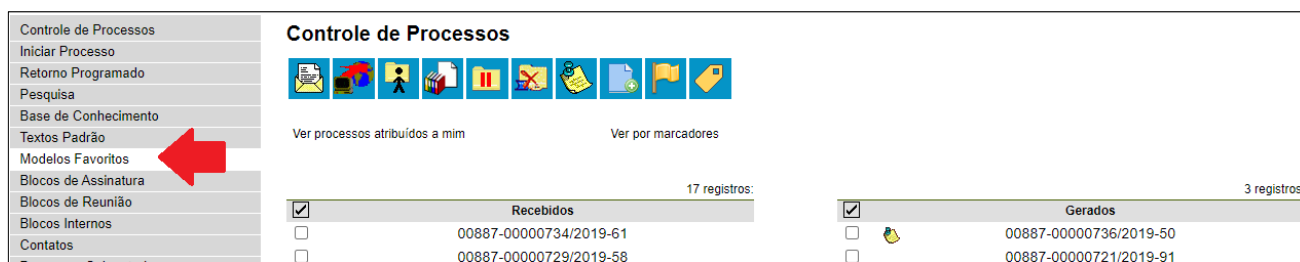 Controle de Processos
Iniciar Processo
Retorno Programado
Pesquisa
Base de Conhecimento
Textos Padrão
Modelos Favoritos
Blocos de Assinatura
Blocos de Reunião
Blocos Internos
Contatos
Controle de Processos
Ver processos atribuídos a mim
Ver por marcadores
17 registros:
Recebidos
00887-00000734/2019-61
00887-00000729/2019-58
3 registros
Gerados
00887-00000736/2019-50
00887-00000721/2019-91